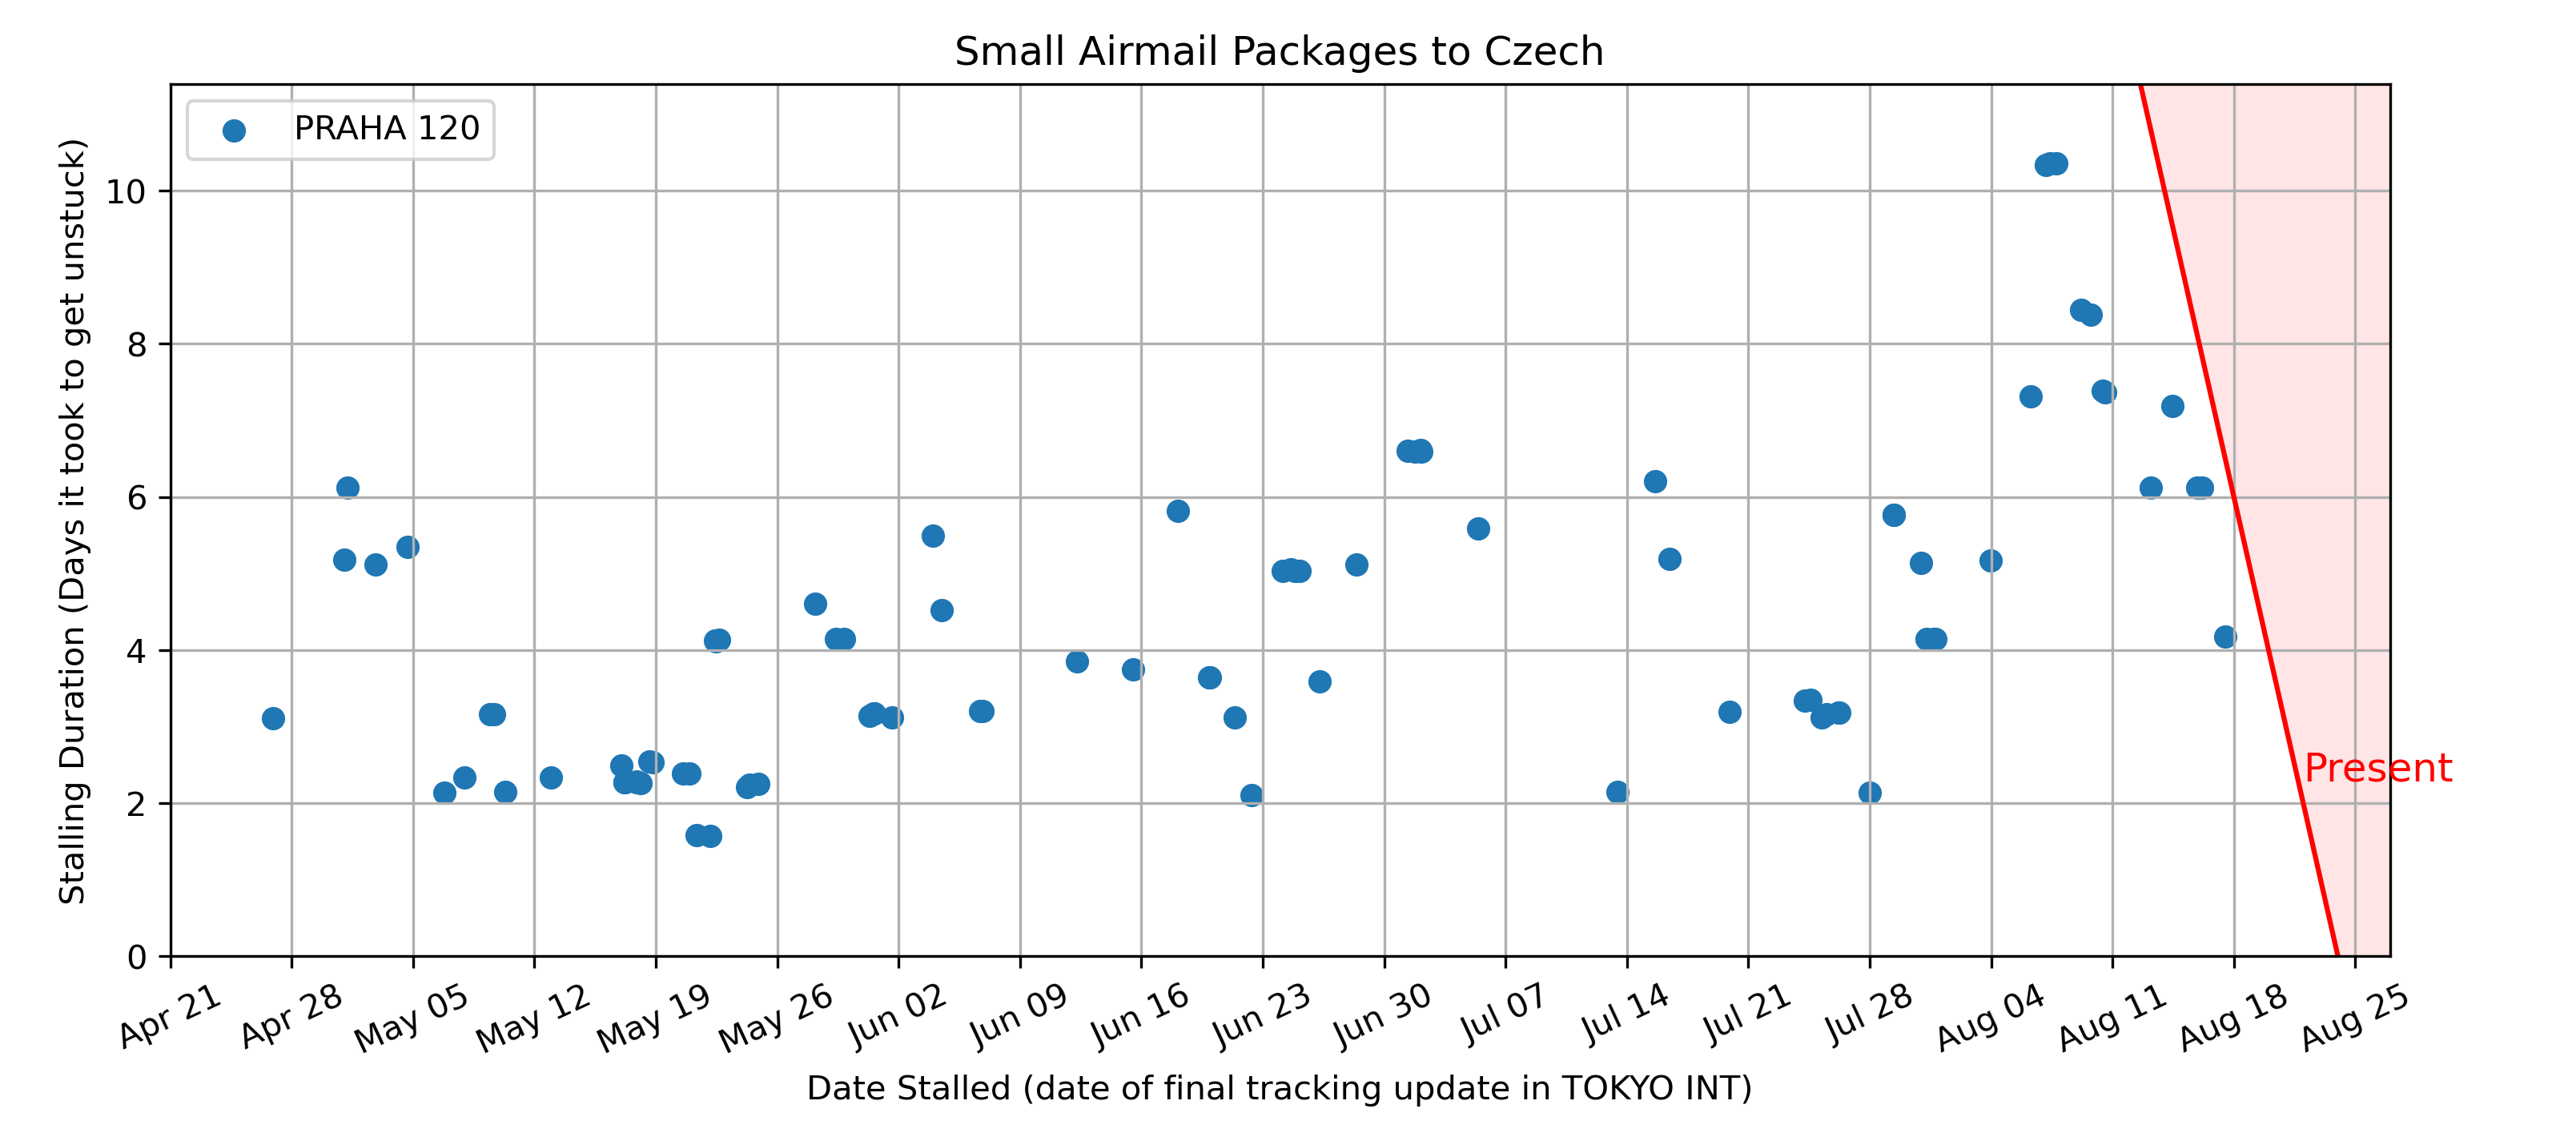 Small Airmail Packages to Czech
PRAHA 120
Stalling Duration (Days it took to get unstuck)
10
8
6
4
2
0
Present
Apr 21
Apr 28
May 05
May 12
May 19
May 26
Jun 02
Jun 09
Jun 16
Jun 23
Jun 30
Jul 07
Jul 14
Jul 21
Jul 28
Aug 04
Aug 11
Aug 18
Aug 25
Date Stalled (date of final tracking update in TOKYO INT)